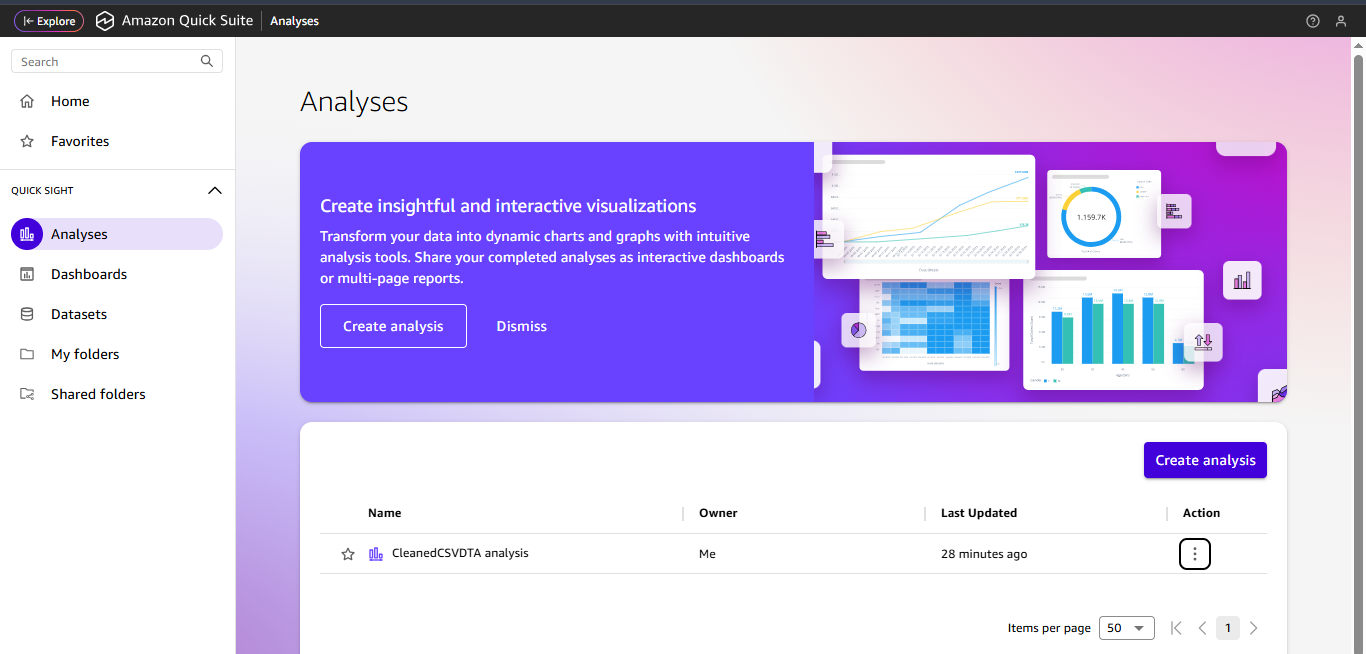 Explore
Amazon Quick Suite
Analyses
Search
Home
Favorites
QUICK SIGHT
Analyses
Dashboards
Datasets
My folders
Shared folders
Analyses
Create insightful and interactive visualizations
Transform your data into dynamic charts and graphs with intuitive
analysis tools. Share your completed analyses as interactive dashboards
or multi-page reports.
Create analysis
Dismiss
1,159.7K
Create analysis
Name
Owner
Last Updated
Action
CleanedCSVDTA analysis
Me
28 minutes ago
Items per page
50
1